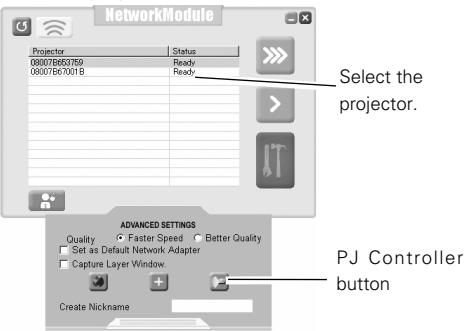 NetworkModule
Projector Status
08007B653759 Ready
08007B67001B Ready
Select the
projector.
ADVANCED SETTINGS
Quality Faster Speed Better Quality
Set as Default Network Adapter
Capture Layer Window.
PJ Controller
button
Create Nickname